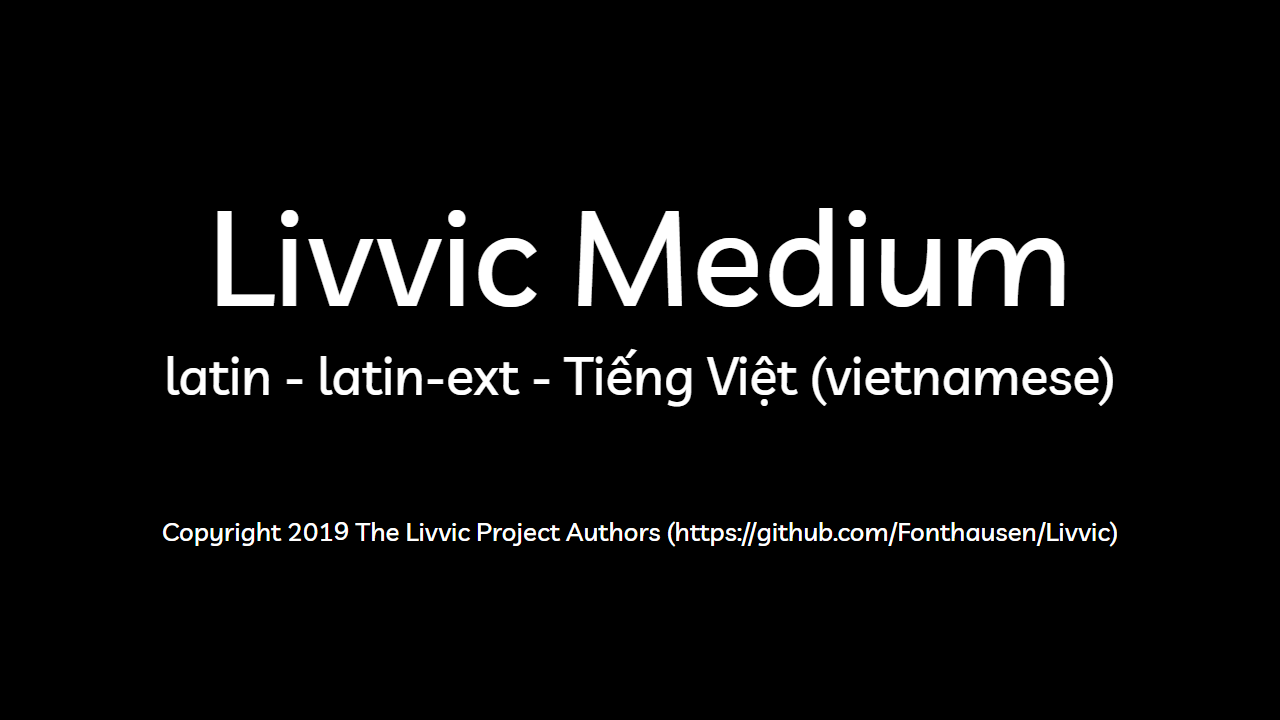 Livvic Medium
latin - latin-ext - Tiếng Việt (vietnamese)
Copyright 2019 The Livvic Project Authors (https://github.com/Fonthausen/Livvic)